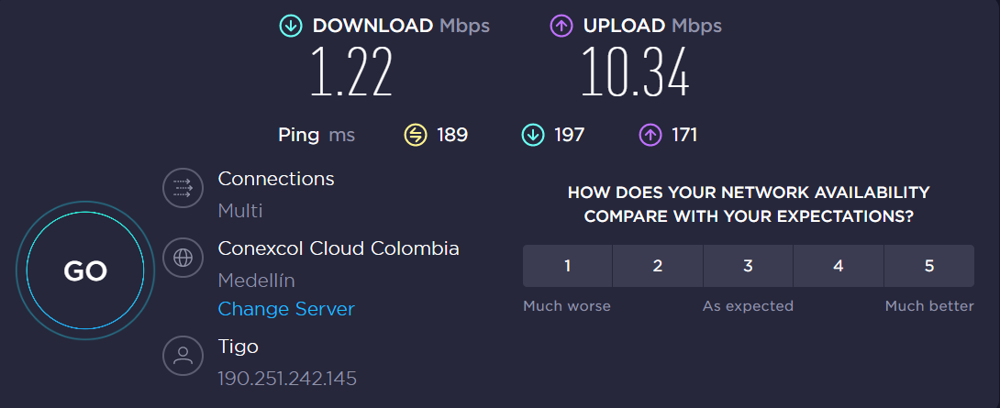 DOWNLOAD Mbps
1.22
UPLOAD Mbps
10.34
Ping ms 189 197 171
Connections
Multi
Conexcol Cloud Colombia
Medellín
Change Server
Tigo
190.251.242.145
GO
HOW DOES YOUR NETWORK AVAILABILITY
COMPARE WITH YOUR EXPECTATIONS?
1 2 3 4 5
Much worse As expected Much better